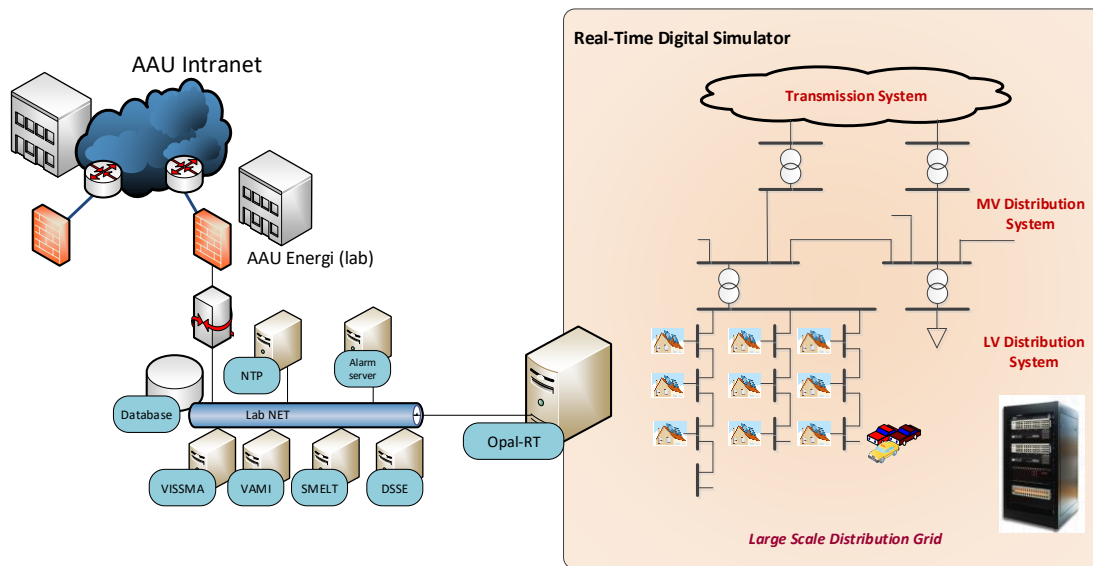 Real-Time Digital Simulator
AAU Intranet
Transmission System
MV Distribution
System
AAU Energi (lab)
LV Distribution
System
NTP
Alarm
server
Database
Lab NET
Opal-RT
VISSMA
VAMI
SMELT
DSSE
Large Scale Distribution Grid